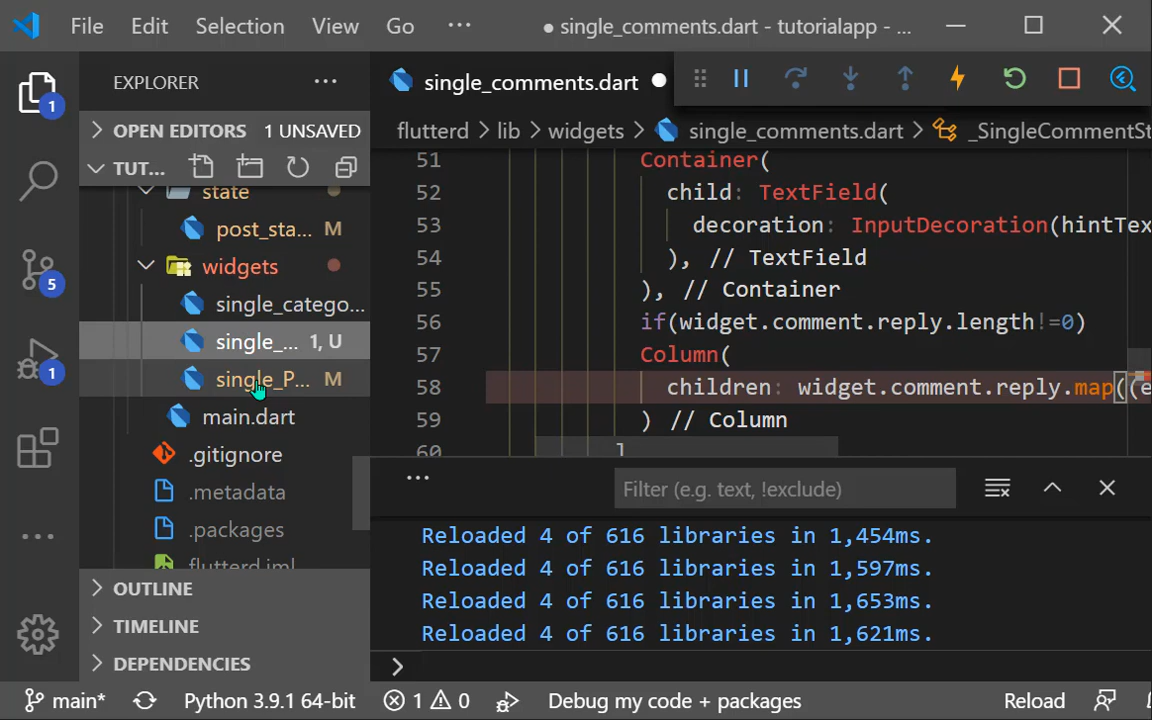 File Edit Selection View Go ··· ● single_comments.dart - tutorialapp - ...
EXPLORER ···
1
OPEN EDITORS 1 UNSAVED
TUT...
state
post_sta... M
widgets
single_catego...
single_... 1, U
single_P... M
main.dart
.gitignore
.metadata
.packages
flutterd.iml
OUTLINE
TIMELINE
DEPENDENCIES
5
1
single_comments.dart ●
flutterd > lib > widgets > single_comments.dart > _SingleCommentSt
51 Container(
52 child: TextField(
53 decoration: InputDecoration(hintTex
54 ), // TextField
55 ), // Container
56 if(widget.comment.reply.length!=0)
57 Column(
58 children: widget.comment.reply.map((e
59 ) // Column
60 ]
··· Filter (e.g. text, !exclude)
Reloaded 4 of 616 libraries in 1,454ms.
Reloaded 4 of 616 libraries in 1,597ms.
Reloaded 4 of 616 libraries in 1,653ms.
Reloaded 4 of 616 libraries in 1,621ms.
>
main* Python 3.9.1 64-bit 1 0 Debug my code + packages Reload